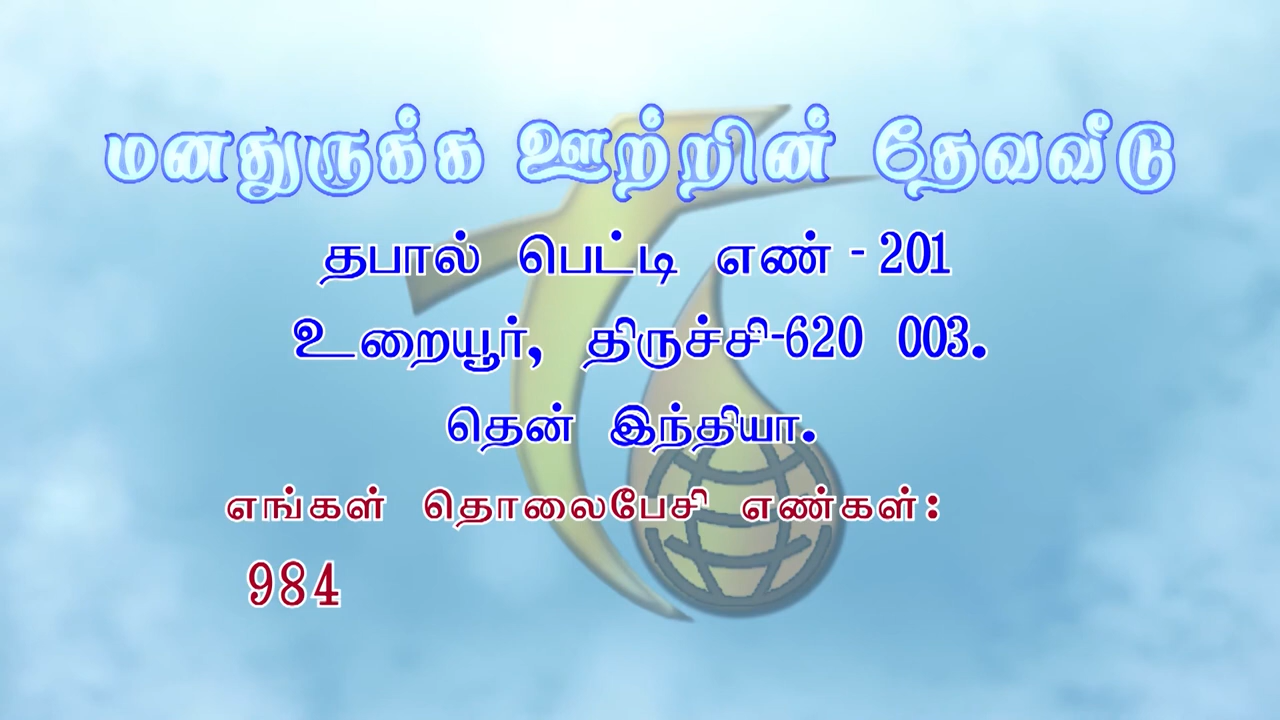 மனதுருக்க ஊற்றின் தேவவீடு
தபால் பெட்டி எண் - 201
உறையூர், திருச்சி-620 003.
தென் இந்தியா.
எங்கள் தொலைபேசி எண்கள்:
984